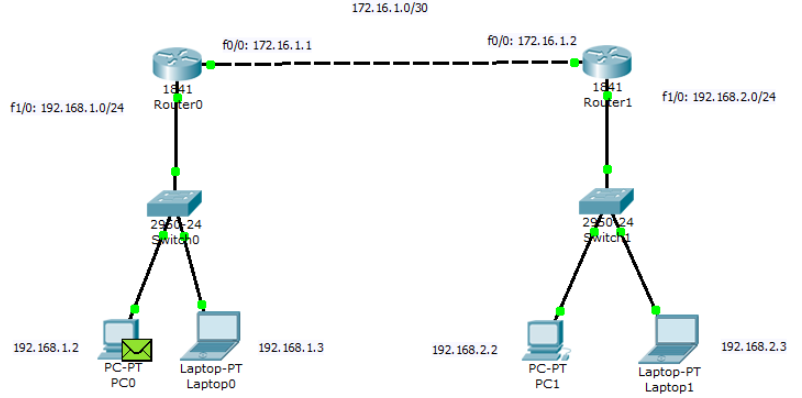 172.16.1.0/30
f0/0: 172.16.1.1
f0/0: 172.16.1.2
1841
Router0
1841
Router1
f1/0: 192.168.1.0/24
f1/0: 192.168.2.0/24
2950-24
Switch0
2950-24
Switch1
192.168.1.2
PC-PT
PC0
Laptop-PT
Laptop0
192.168.1.3
192.168.2.2
PC-PT
PC1
Laptop-PT
Laptop1
192.168.2.3